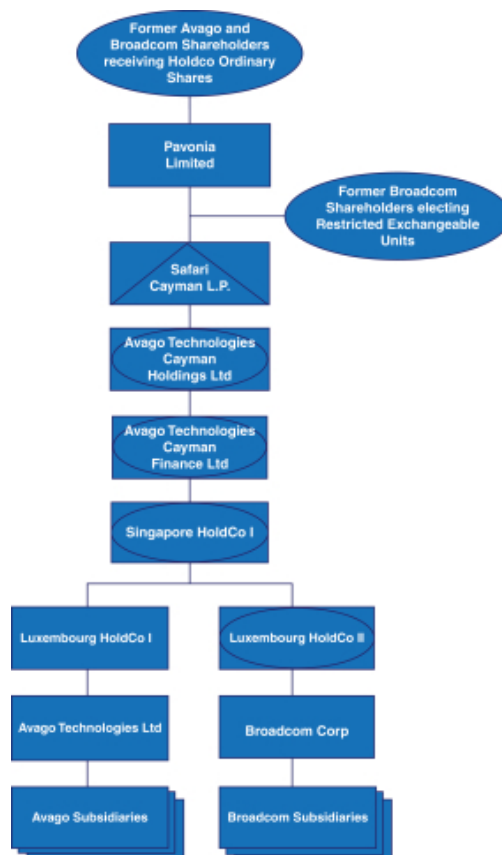 Former Avago and
Broadcom Shareholders
receiving Holdco Ordinary
Shares
Pavonia
Limited
Former Broadcom
Shareholders electing
Restricted Exchangeable
Units
Safari
Cayman L.P.
Avago Technologies
Cayman
Holdings Ltd
Avago Technologies
Cayman
Finance Ltd
Singapore HoldCo I
Luxembourg HoldCo I
Luxembourg HoldCo II
Avago Technologies Ltd
Broadcom Corp
Avago Subsidiaries
Broadcom Subsidiaries